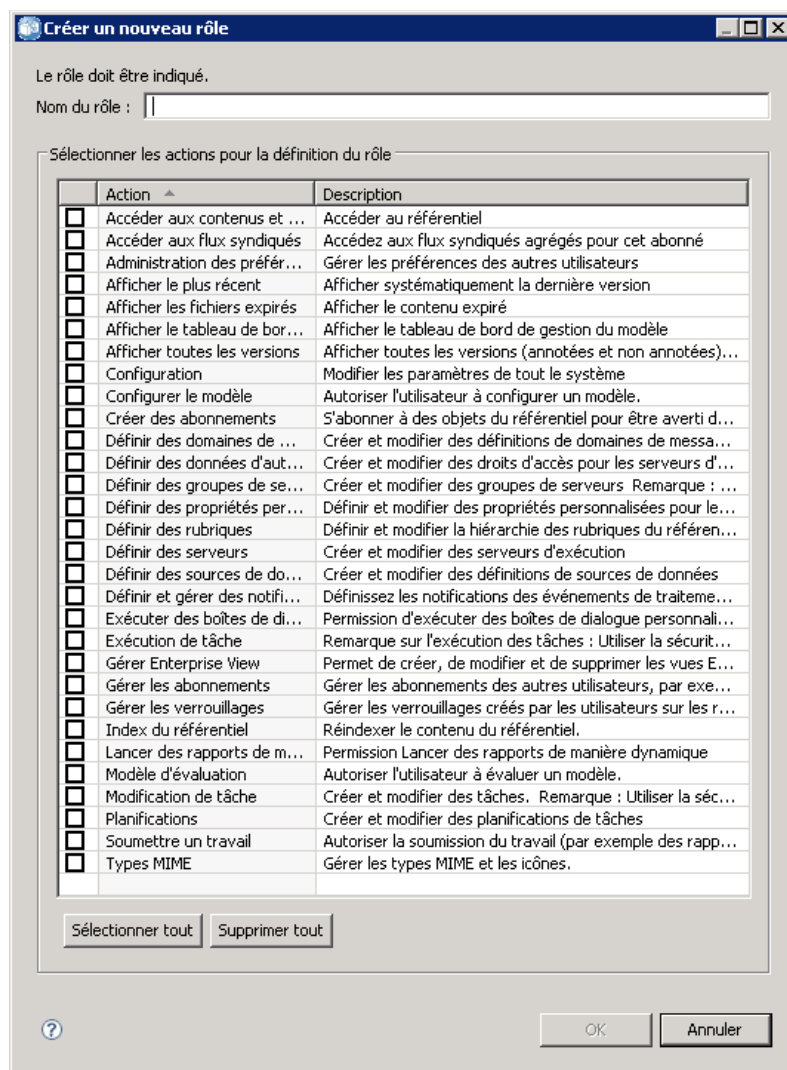 Créer un nouveau rôle
Le rôle doit être indiqué.
Nom du rôle :
Sélectionner les actions pour la définition du rôle
Action Description
Accéder aux contenus et ... Accéder au référentiel
Accéder aux flux syndiqués Accédez aux flux syndiqués agrégés pour cet abonné
Administration des préfér... Gérer les préférences des autres utilisateurs
Afficher le plus récent Afficher systématiquement la dernière version
Afficher les fichiers expirés Afficher le contenu expiré
Afficher le tableau de bor... Afficher le tableau de bord de gestion du modèle
Afficher toutes les versions Afficher toutes les versions (annotées et non annotées)...
Configuration Modifier les paramètres de tout le système
Configurer le modèle Autoriser l'utilisateur à configurer un modèle.
Créer des abonnements S'abonner à des objets du référentiel pour être averti d...
Définir des domaines de ... Créer et modifier des définitions de domaines de messa...
Définir des données d'aut... Créer et modifier des droits d'accès pour les serveurs d'...
Définir des groupes de se... Créer et modifier des groupes de serveurs Remarque : ...
Définir des propriétés per... Définir et modifier des propriétés personnalisées pour le...
Définir des rubriques Définir et modifier la hiérarchie des rubriques du référen...
Définir des serveurs Créer et modifier des serveurs d'exécution
Définir des sources de do... Créer et modifier des définitions de sources de données
Définir et gérer des notifi... Définissez les notifications des événements de traiteme...
Exécuter des boîtes de di... Permission d'exécuter des boîtes de dialogue personnali...
Exécution de tâche Remarque sur l'exécution des tâches : Utiliser la sécurit...
Gérer Enterprise View Permet de créer, de modifier et de supprimer les vues E...
Gérer les abonnements Gérer les abonnements des autres utilisateurs, par exe...
Gérer les verrouillages Gérer les verrouillages créés par les utilisateurs sur les r...
Index du référentiel Réindexer le contenu du référentiel.
Lancer des rapports de m... Permission Lancer des rapports de manière dynamique
Modèle d'évaluation Autoriser l'utilisateur à évaluer un modèle.
Modification de tâche Créer et modifier des tâches. Remarque : Utiliser la séc...
Planifications Créer et modifier des planifications de tâches
Soumettre un travail Autoriser la soumission du travail (par exemple des rapp...
Types MIME Gérer les types MIME et les icônes.
Sélectionner tout Supprimer tout
? OK Annuler